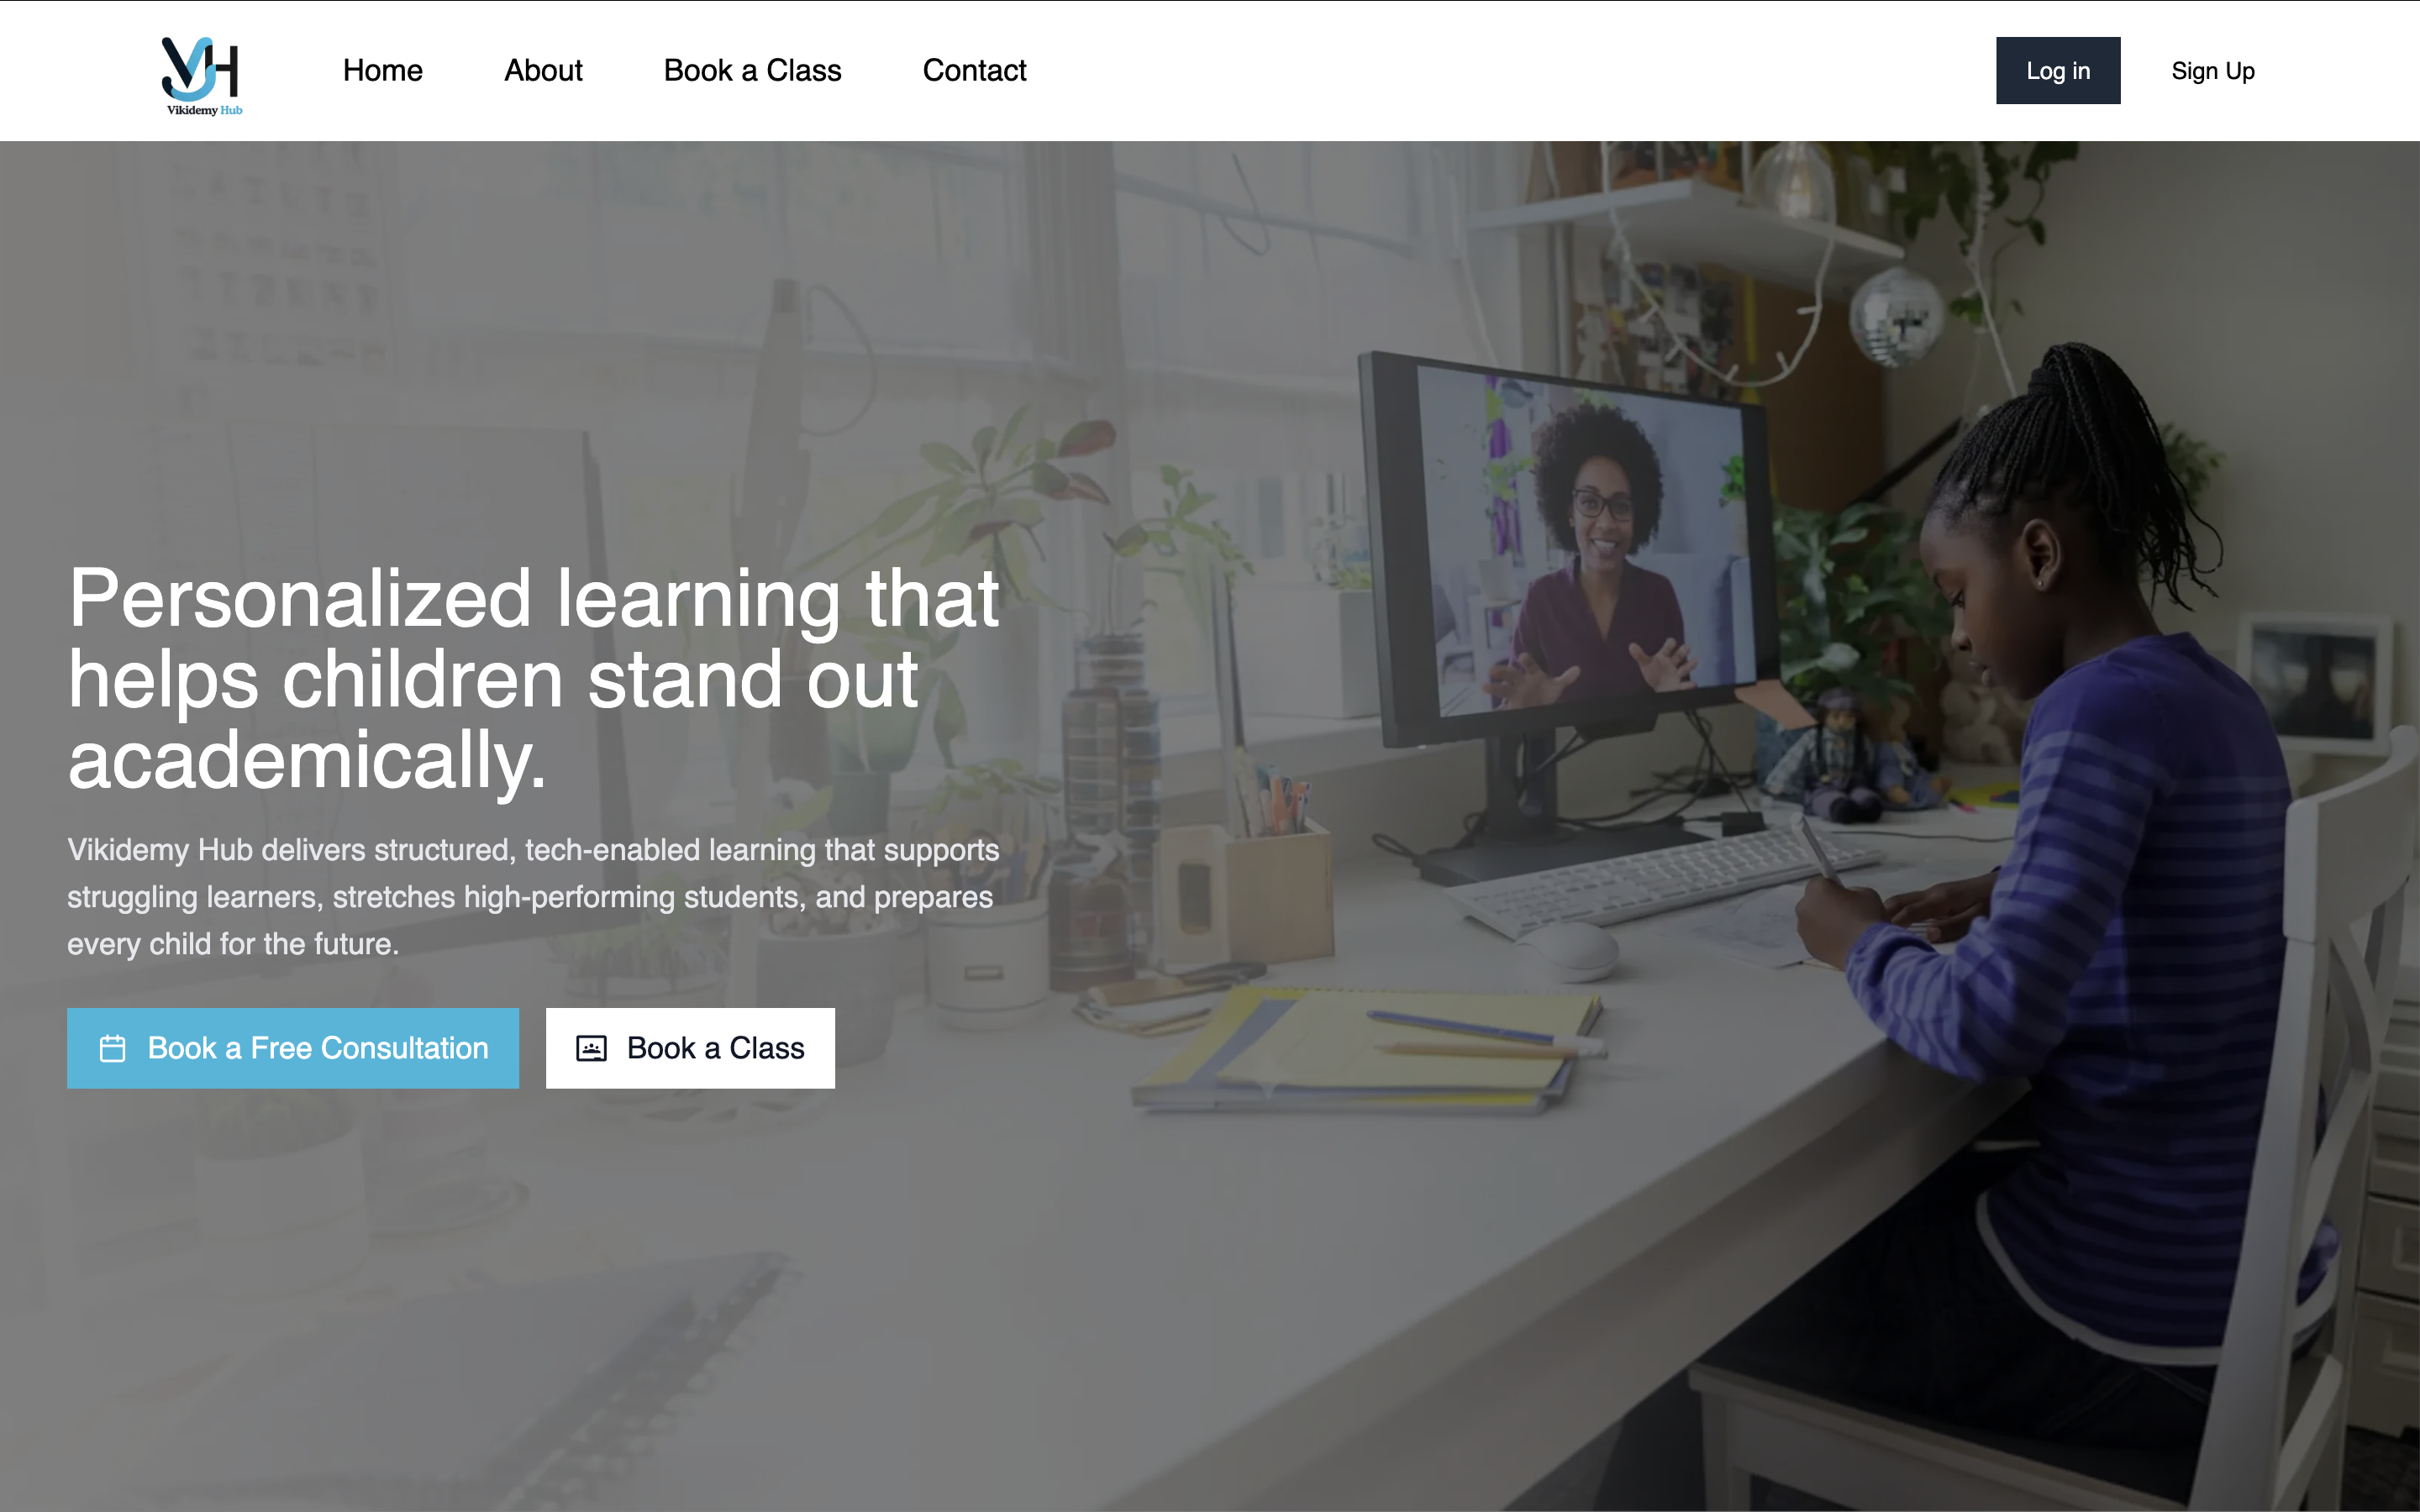 VH
Vikidemy Hub
Home
About
Book a Class
Contact
Log in
Sign Up
Personalized learning that
helps children stand out
academically.
Vikidemy Hub delivers structured, tech-enabled learning that supports
struggling learners, stretches high-performing students, and prepares
every child for the future.
Book a Free Consultation
Book a Class